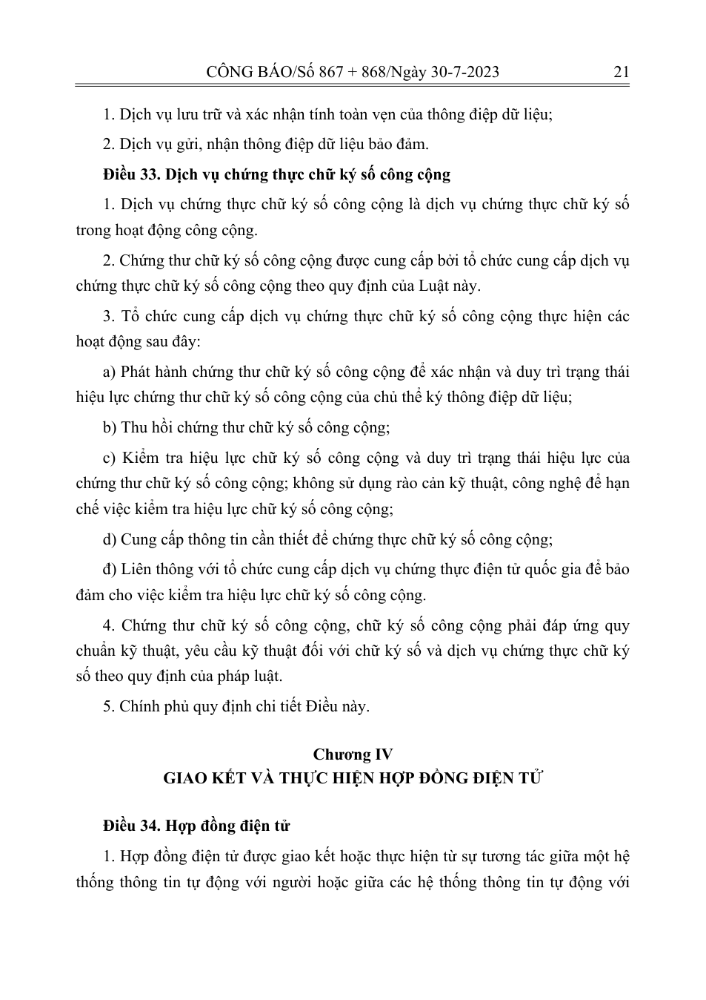 CÔNG BÁO/Số 867 + 868/Ngày 30-7-2023 21
1. Dịch vụ lưu trữ và xác nhận tính toàn vẹn của thông điệp dữ liệu;
2. Dịch vụ gửi, nhận thông điệp dữ liệu bảo đảm.
Điều 33. Dịch vụ chứng thực chữ ký số công cộng
1. Dịch vụ chứng thực chữ ký số công cộng là dịch vụ chứng thực chữ ký số
trong hoạt động công cộng.
2. Chứng thư chữ ký số công cộng được cung cấp bởi tổ chức cung cấp dịch vụ
chứng thực chữ ký số công cộng theo quy định của Luật này.
3. Tổ chức cung cấp dịch vụ chứng thực chữ ký số công cộng thực hiện các
hoạt động sau đây:
a) Phát hành chứng thư chữ ký số công cộng để xác nhận và duy trì trạng thái
hiệu lực chứng thư chữ ký số công cộng của chủ thể ký thông điệp dữ liệu;
b) Thu hồi chứng thư chữ ký số công cộng;
c) Kiểm tra hiệu lực chữ ký số công cộng và duy trì trạng thái hiệu lực của
chứng thư chữ ký số công cộng; không sử dụng rào cản kỹ thuật, công nghệ để hạn
chế việc kiểm tra hiệu lực chữ ký số công cộng;
d) Cung cấp thông tin cần thiết để chứng thực chữ ký số công cộng;
đ) Liên thông với tổ chức cung cấp dịch vụ chứng thực điện tử quốc gia để bảo
đảm cho việc kiểm tra hiệu lực chữ ký số công cộng.
4. Chứng thư chữ ký số công cộng, chữ ký số công cộng phải đáp ứng quy
chuẩn kỹ thuật, yêu cầu kỹ thuật đối với chữ ký số và dịch vụ chứng thực chữ ký
số theo quy định của pháp luật.
5. Chính phủ quy định chi tiết Điều này.
Chương IV
GIAO KẾT VÀ THỰC HIỆN HỢP ĐỒNG ĐIỆN TỬ
Điều 34. Hợp đồng điện tử
1. Hợp đồng điện tử được giao kết hoặc thực hiện từ sự tương tác giữa một hệ
thống thông tin tự động với người hoặc giữa các hệ thống thông tin tự động với